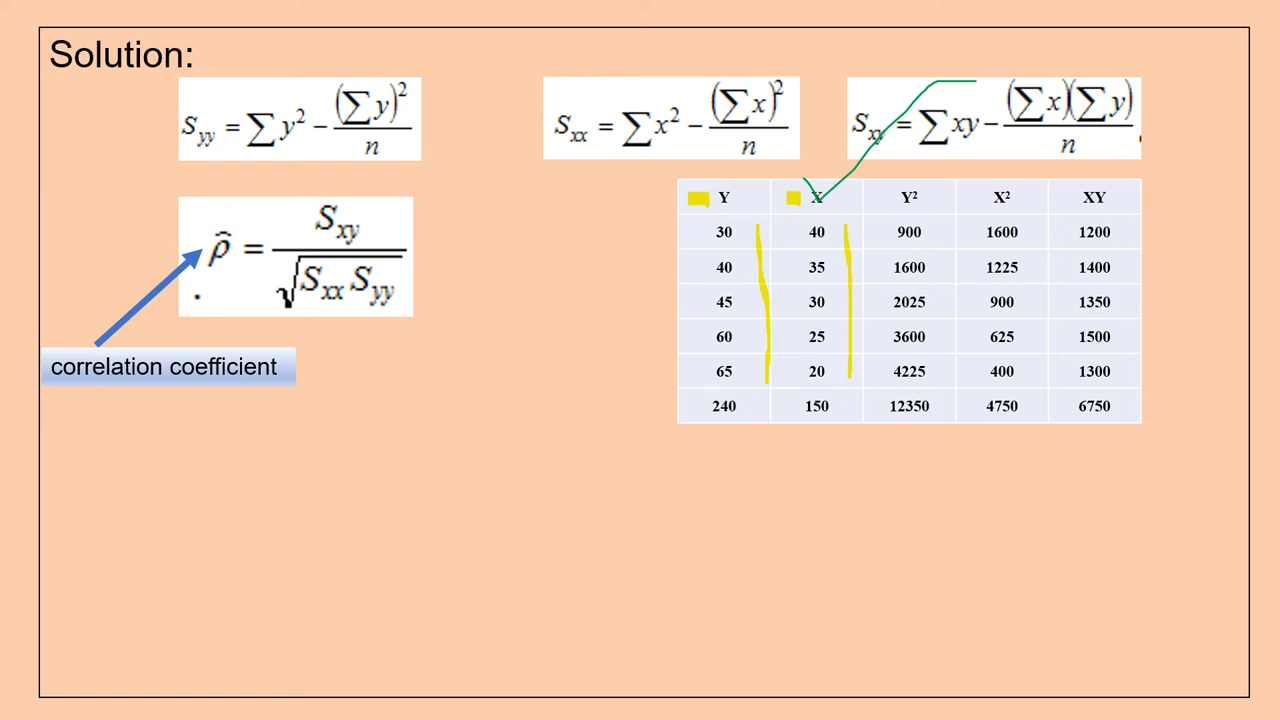 Solution:
S_yy = ∑y² − (∑y)² / n
S_xx = ∑x² − (∑x)² / n
S_xy = ∑xy − (∑x)(∑y) / n
ρ̂ = S_xy / √(S_xx S_yy)
correlation coefficient
Y X Y² X² XY
30 40 900 1600 1200
40 35 1600 1225 1400
45 30 2025 900 1350
60 25 3600 625 1500
65 20 4225 400 1300
240 150 12350 4750 6750